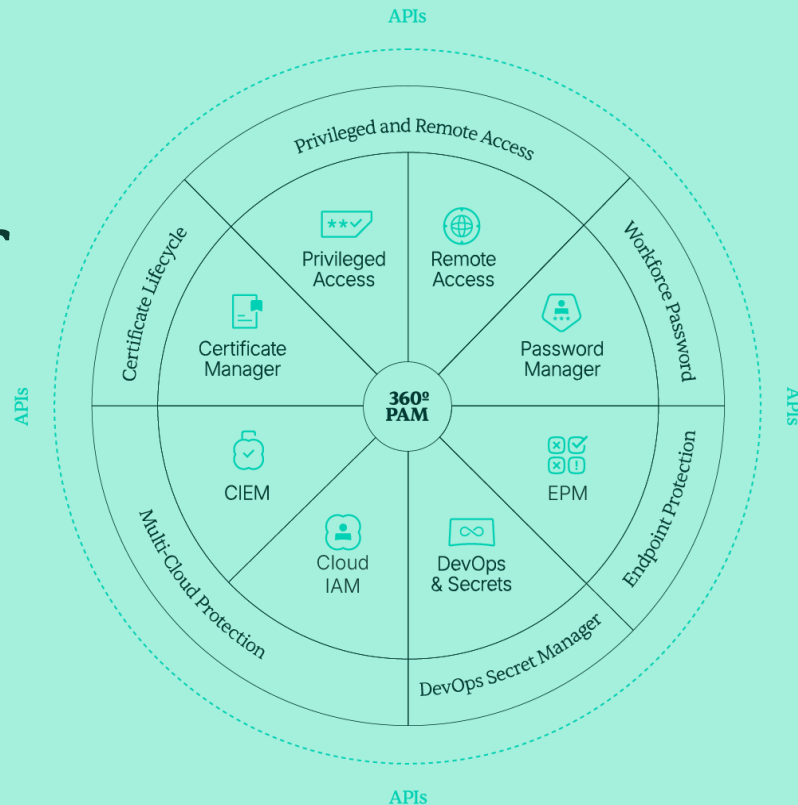 APIs
Privileged and Remote Access
Certificate Lifecycle
Workforce Password
Privileged
Access
Remote
Access
Certificate
Manager
Password
Manager
APIs
360º
PAM
APIs
CIEM
EPM
Cloud
IAM
DevOps
& Secrets
Multi-Cloud Protection
Endpoint Protection
DevOps Secret Manager
APIs